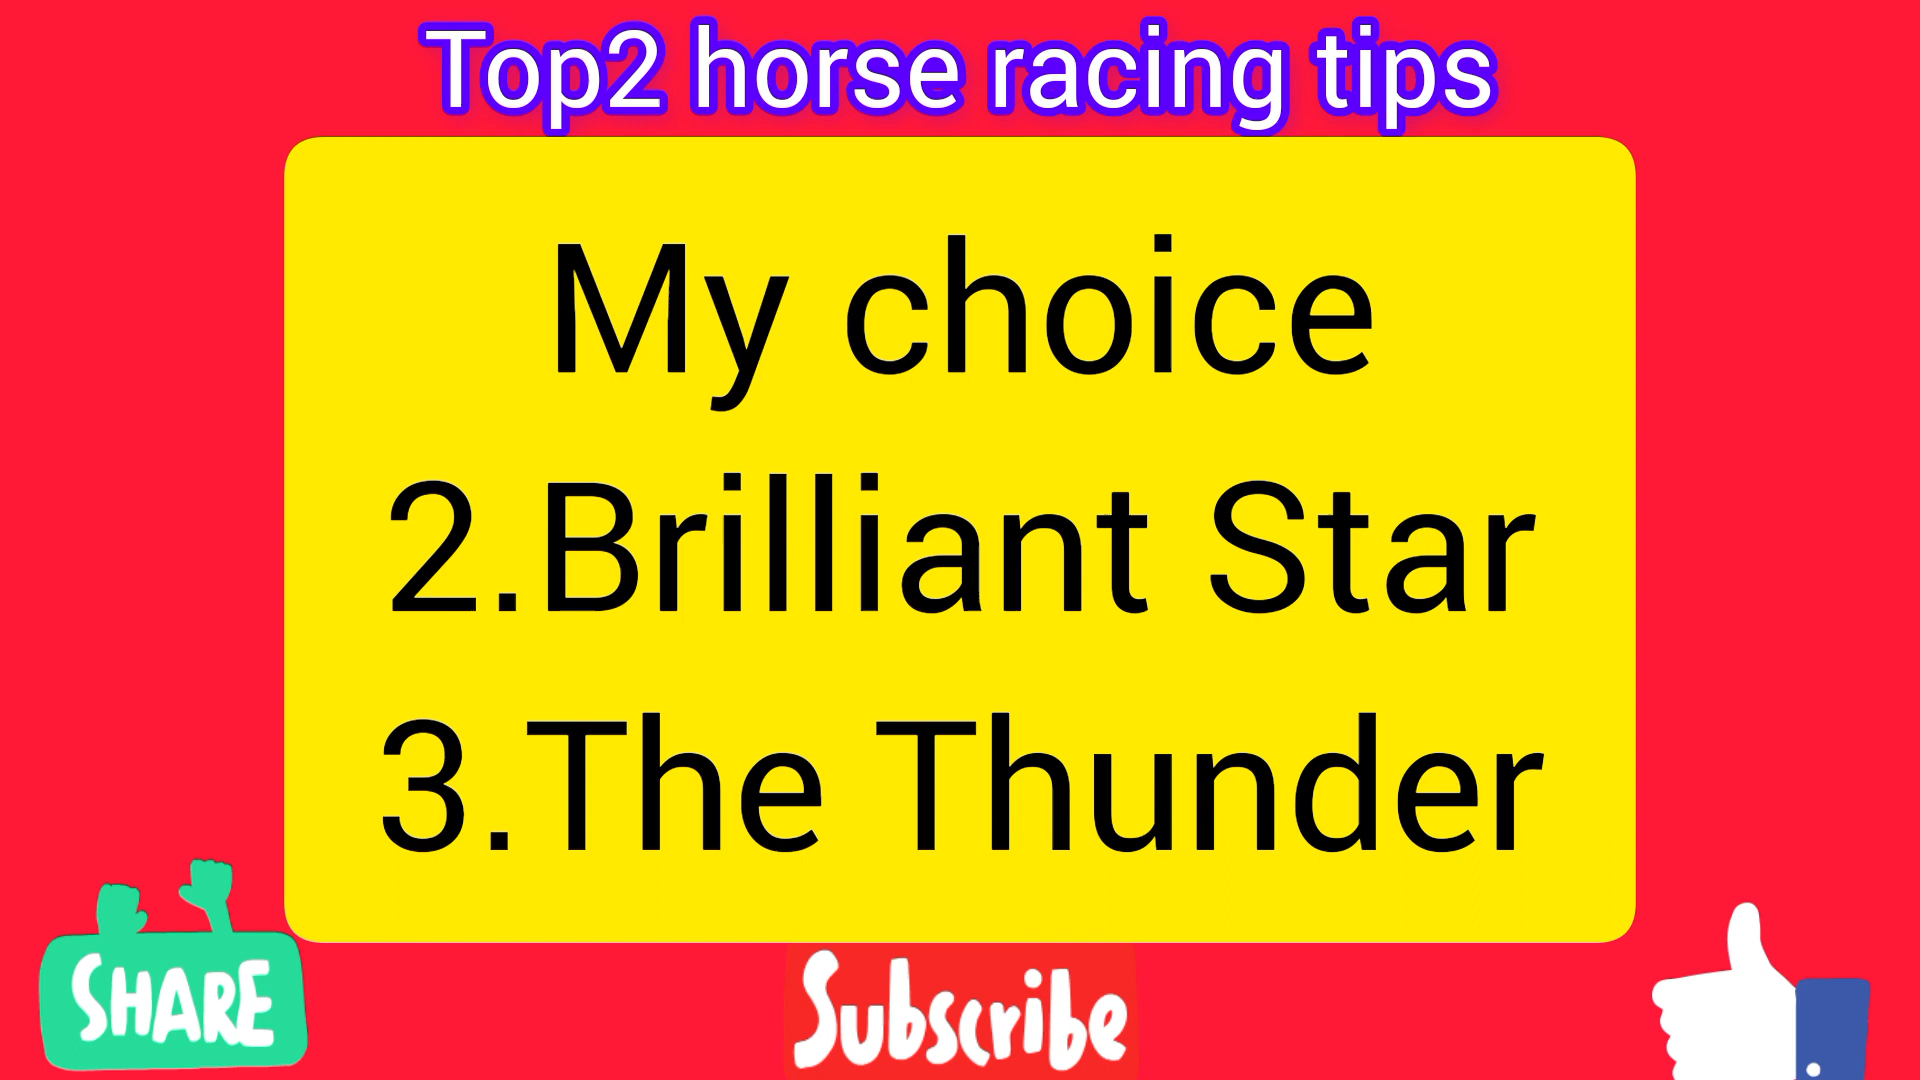 Top2 horse racing tips
My choice
2.Brilliant Star
3.The Thunder
SHARE
Subscribe